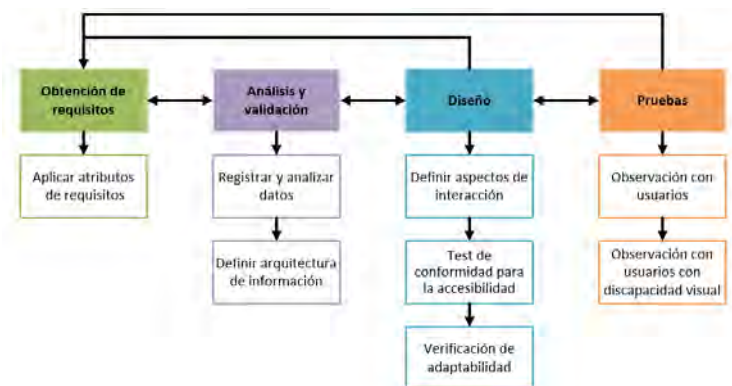 Obtención de
requisitos
Análisis y
validación
Diseño
Pruebas
Aplicar atributos
de requisitos
Registrar y analizar
datos
Definir aspectos de
interacción
Observación con
usuarios
Definir arquitectura
de información
Test de
conformidad para
la accesibilidad
Observación con
usuarios con
discapacidad visual
Verificación de
adaptabilidad